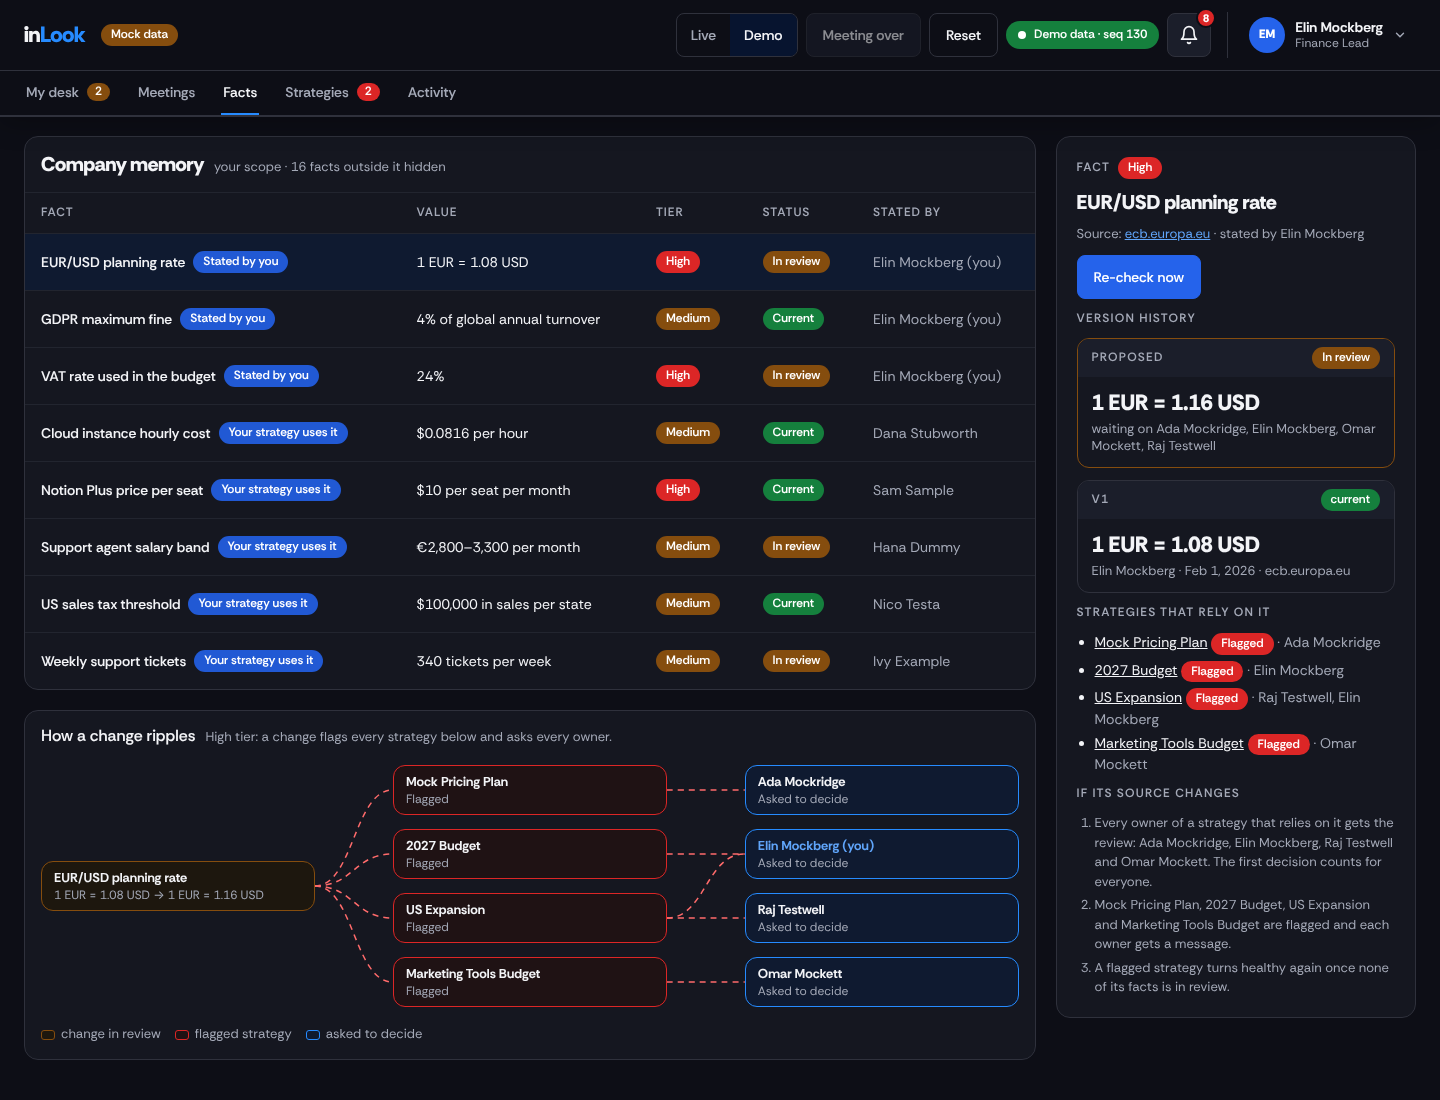 inLook Mock data Live Demo Meeting over Reset Demo data · seq 130 8 EM Elin Mockberg
Finance Lead
My desk 2 Meetings Facts Strategies 2 Activity
Company memory your scope · 16 facts outside it hidden
FACT VALUE TIER STATUS STATED BY
EUR/USD planning rate Stated by you 1 EUR = 1.08 USD High In review Elin Mockberg (you)
GDPR maximum fine Stated by you 4% of global annual turnover Medium Current Elin Mockberg (you)
VAT rate used in the budget Stated by you 24% High In review Elin Mockberg (you)
Cloud instance hourly cost Your strategy uses it $0.0816 per hour Medium Current Dana Stubworth
Notion Plus price per seat Your strategy uses it $10 per seat per month High Current Sam Sample
Support agent salary band Your strategy uses it €2,800–3,300 per month Medium In review Hana Dummy
US sales tax threshold Your strategy uses it $100,000 in sales per state Medium Current Nico Testa
Weekly support tickets Your strategy uses it 340 tickets per week Medium In review Ivy Example
How a change ripples High tier: a change flags every strategy below and asks every owner.
EUR/USD planning rate
1 EUR = 1.08 USD → 1 EUR = 1.16 USD
Mock Pricing Plan
Flagged
2027 Budget
Flagged
US Expansion
Flagged
Marketing Tools Budget
Flagged
Ada Mockridge
Asked to decide
Elin Mockberg (you)
Asked to decide
Raj Testwell
Asked to decide
Omar Mockett
Asked to decide
change in review flagged strategy asked to decide
FACT High
EUR/USD planning rate
Source: ecb.europa.eu · stated by Elin Mockberg
Re-check now
VERSION HISTORY
PROPOSED In review
1 EUR = 1.16 USD
waiting on Ada Mockridge, Elin Mockberg, Omar
Mockett, Raj Testwell
V1 current
1 EUR = 1.08 USD
Elin Mockberg · Feb 1, 2026 · ecb.europa.eu
STRATEGIES THAT RELY ON IT
• Mock Pricing Plan Flagged · Ada Mockridge
• 2027 Budget Flagged · Elin Mockberg
• US Expansion Flagged · Raj Testwell, Elin
Mockberg
• Marketing Tools Budget Flagged · Omar
Mockett
IF ITS SOURCE CHANGES
1. Every owner of a strategy that relies on it gets the
review: Ada Mockridge, Elin Mockberg, Raj Testwell
and Omar Mockett. The first decision counts for
everyone.
2. Mock Pricing Plan, 2027 Budget, US Expansion
and Marketing Tools Budget are flagged and each
owner gets a message.
3. A flagged strategy turns healthy again once none
of its facts is in review.